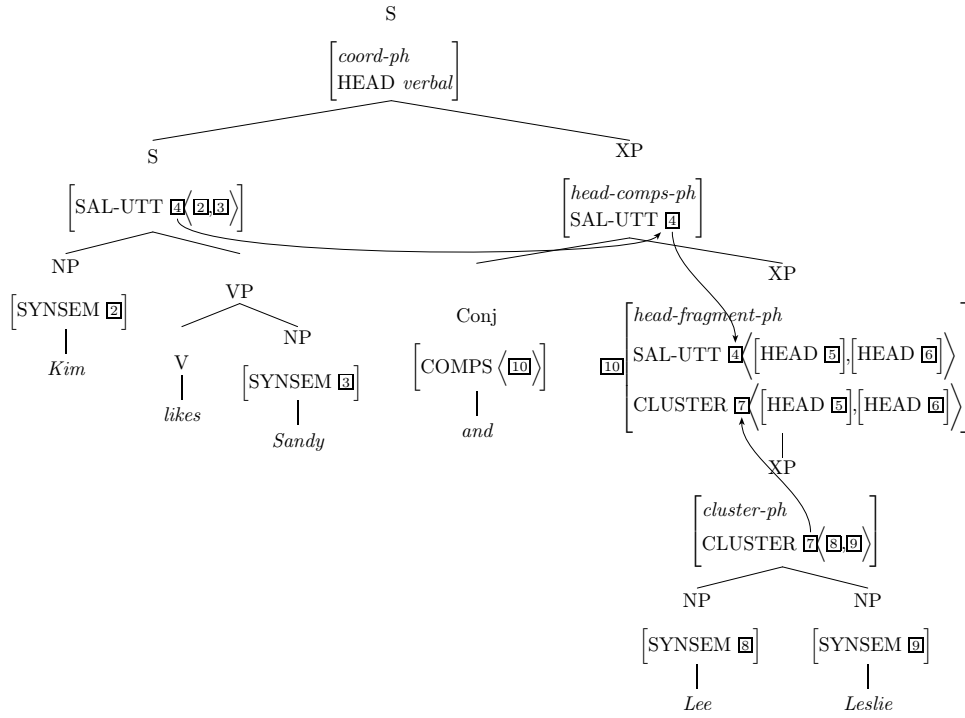 S
coord-ph
HEAD verbal
S XP
SAL-UTT 4⟨2,3⟩
head-comps-ph
SAL-UTT 4
NP VP XP
SYNSEM 2
Kim
V NP
likes
SYNSEM 3
Sandy
Conj
COMPS ⟨10⟩
and
10
head-fragment-ph
SAL-UTT 4⟨[HEAD 5],[HEAD 6]⟩
CLUSTER 7⟨[HEAD 5],[HEAD 6]⟩
XP
cluster-ph
CLUSTER 7⟨8,9⟩
NP NP
SYNSEM 8 SYNSEM 9
Lee Leslie